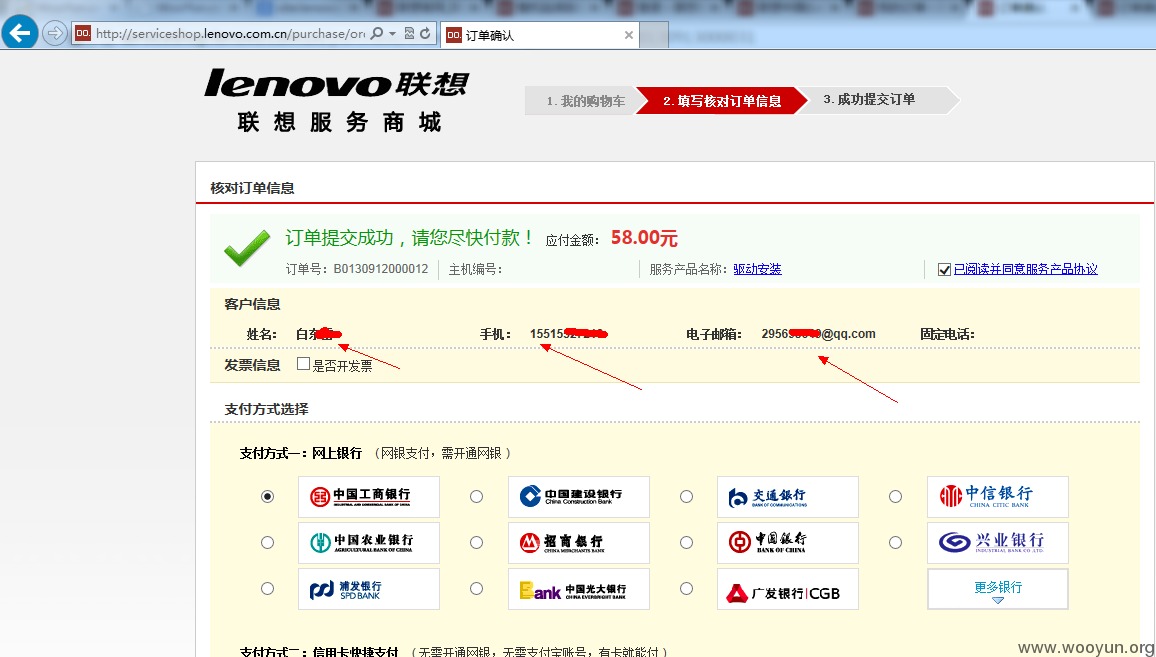 http://serviceshop.lenovo.com.cn/purchase/or
订单确认
lenovo联想
联想服务商城
1. 我的购物车
2. 填写核对订单信息
3. 成功提交订单
核对订单信息
订单提交成功，请您尽快付款！ 应付金额： 58.00元
订单号： B0130912000012 主机编号： 服务产品名称： 驱动安装 已阅读并同意服务产品协议
客户信息
姓名： 白东 手机： 15515 电子邮箱： 295 @qq.com 固定电话：
发票信息 是否开发票
支付方式选择
支付方式一：网上银行 （网银支付，需开通网银 ）
中国工商银行 INDUSTRIAL AND COMMERCIAL BANK OF CHINA
中国建设银行 China Construction Bank
交通银行 BANK OF COMMUNICATIONS
中信银行 CHINA CITIC BANK
中国农业银行 AGRICULTURAL BANK OF CHINA
招商银行 CHINA MERCHANTS BANK
中国银行 BANK OF CHINA
兴业银行 INDUSTRIAL BANK CO.,LTD.
浦发银行 SPD BANK
Bank 中国光大银行 CHINA EVERBRIGHT BANK
广发银行|CGB
更多银行
支付方式二：信用卡快捷支付 （无需开通网银，无需支付宝账号，有卡就能付 ）
www.wooyun.org